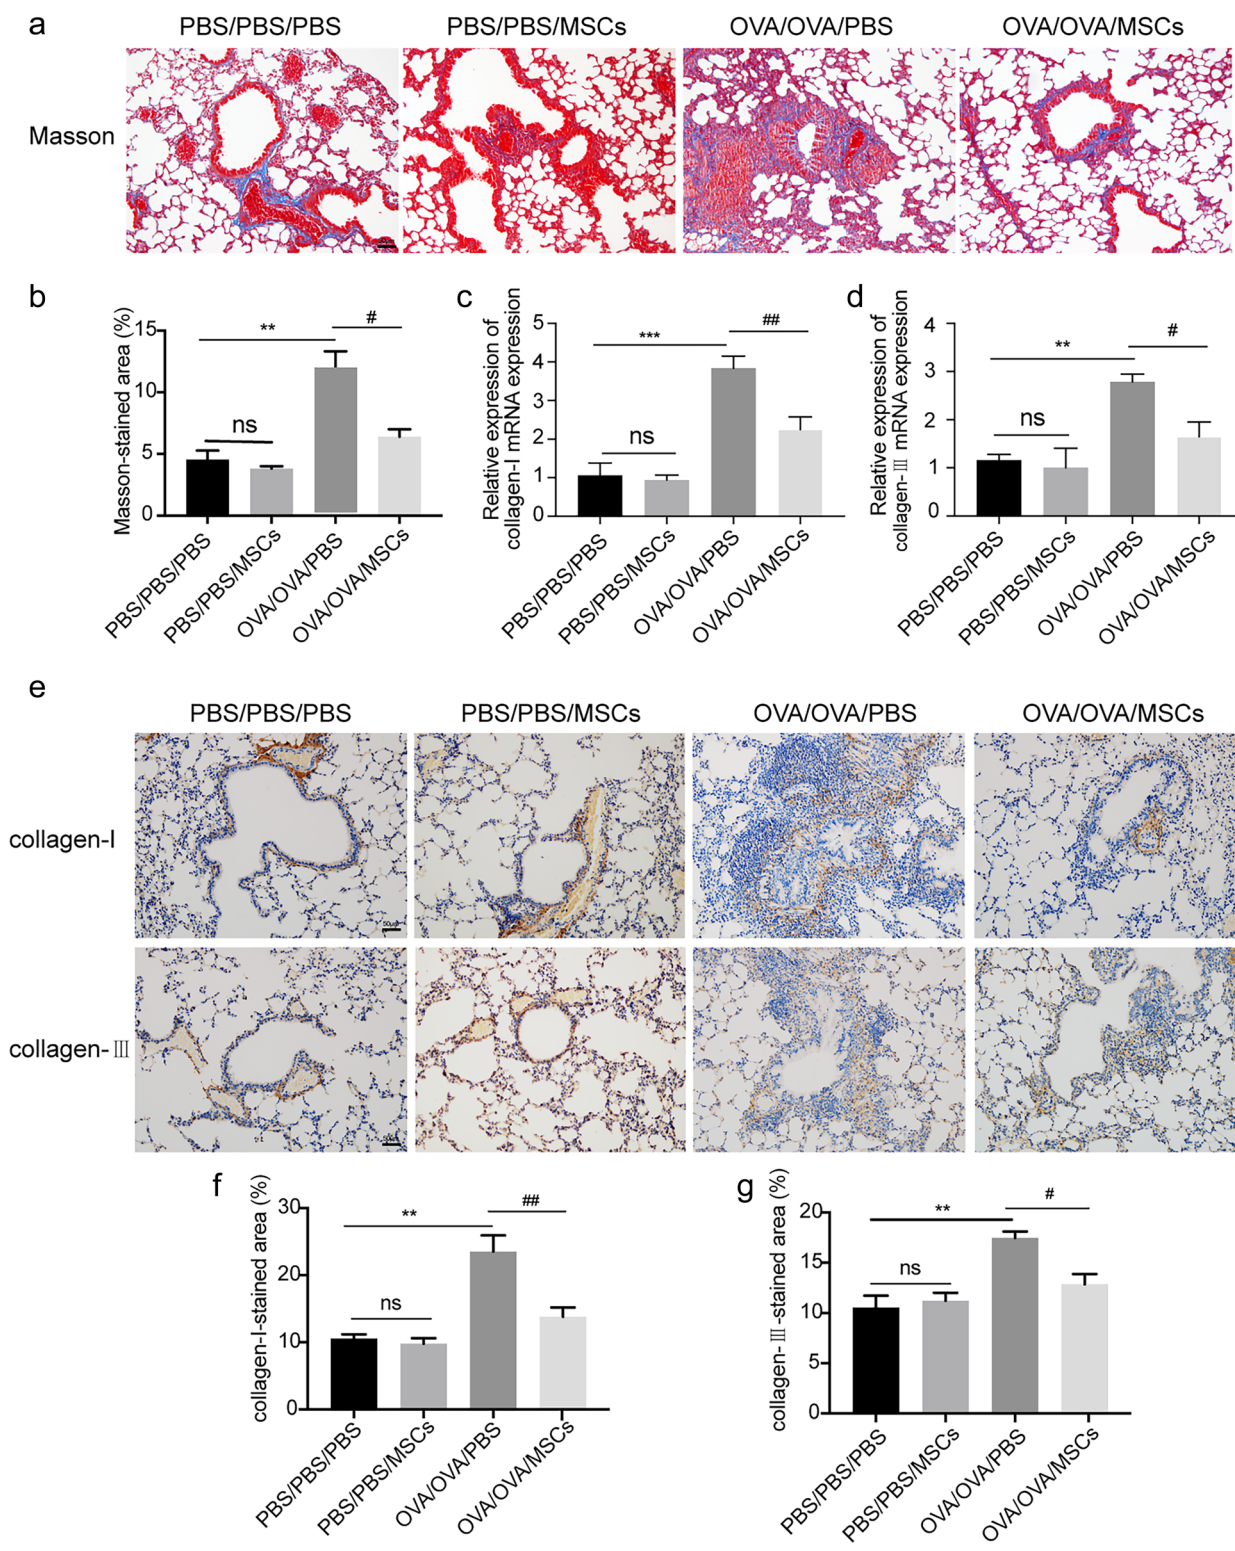 a
PBS/PBS/PBS PBS/PBS/MSCs OVA/OVA/PBS OVA/OVA/MSCs
Masson
b
Masson-stained area (%)
15
10
5
0
**
#
ns
PBS/PBS/PBS
PBS/PBS/MSCs
OVA/OVA/PBS
OVA/OVA/MSCs
c
Relative expression of
collagen-I mRNA expression
5
4
3
2
1
0
***
##
ns
PBS/PBS/PBS
PBS/PBS/MSCs
OVA/OVA/PBS
OVA/OVA/MSCs
d
Relative expression of
collagen-Ⅲ mRNA expression
4
3
2
1
0
**
#
ns
PBS/PBS/PBS
PBS/PBS/MSCs
OVA/OVA/PBS
OVA/OVA/MSCs
e
PBS/PBS/PBS PBS/PBS/MSCs OVA/OVA/PBS OVA/OVA/MSCs
collagen-I
collagen-Ⅲ
f
collagen-I-stained area (%)
30
20
10
0
**
##
ns
PBS/PBS/PBS
PBS/PBS/MSCs
OVA/OVA/PBS
OVA/OVA/MSCs
g
collagen-Ⅲ-stained area (%)
20
15
10
5
0
**
#
ns
PBS/PBS/PBS
PBS/PBS/MSCs
OVA/OVA/PBS
OVA/OVA/MSCs